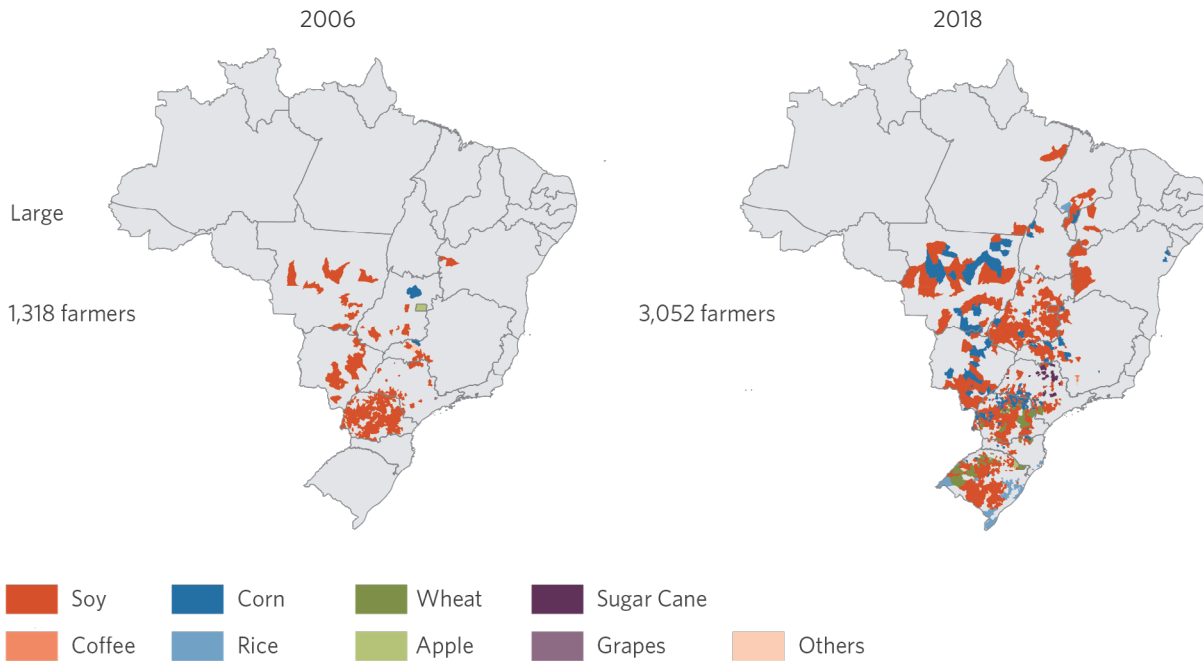 2006
2018
Large
1,318 farmers
3,052 farmers
Soy
Corn
Wheat
Sugar Cane
Coffee
Rice
Apple
Grapes
Others